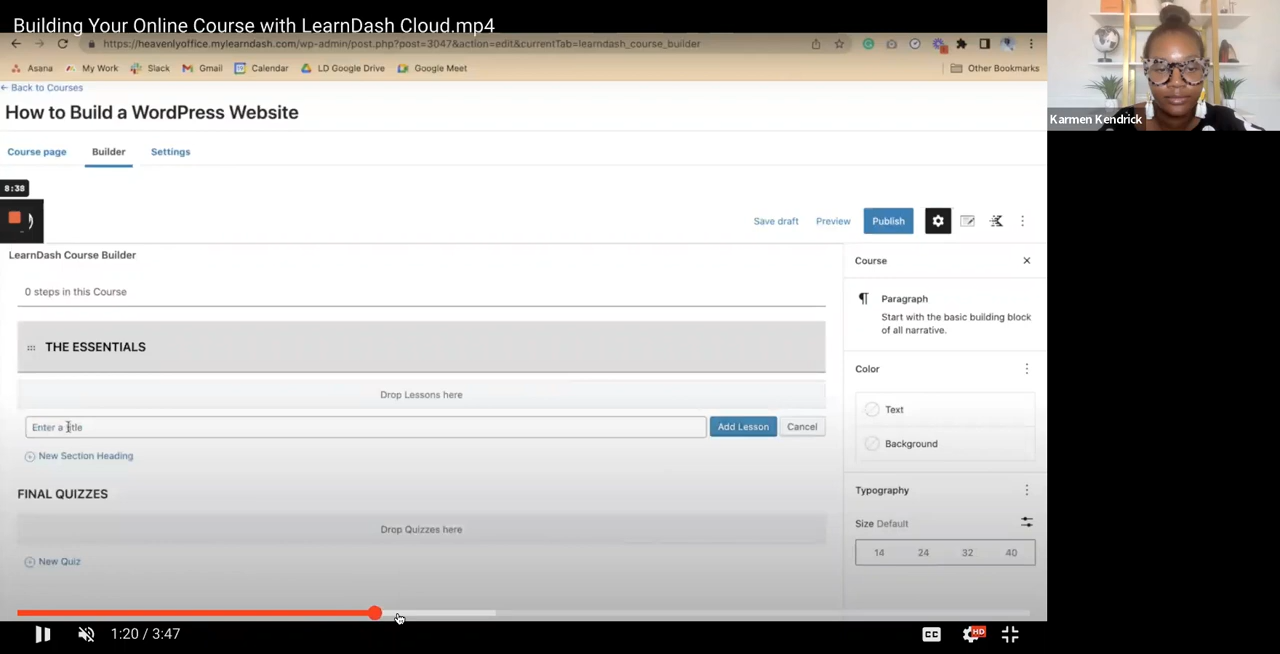 Building Your Online Course with LearnDash Cloud.mp4
https://heavenlyoffice.mylearndash.com/wp-admin/post.php?post=3047&action=edit&currentTab=learndash_course_builder
Asana My Work Slack Gmail Calendar LD Google Drive Google Meet Other Bookmarks
Back to Courses
How to Build a WordPress Website
Karmen Kendrick
Course page Builder Settings
8:38
Save draft Preview Publish
LearnDash Course Builder
Course
0 steps in this Course
Paragraph
Start with the basic building block
of all narrative.
THE ESSENTIALS
Color
Drop Lessons here
Text
Enter a title Add Lesson Cancel
Background
New Section Heading
FINAL QUIZZES
Typography
Size Default
Drop Quizzes here
14 24 32 40
New Quiz
1:20 / 3:47
CC HD